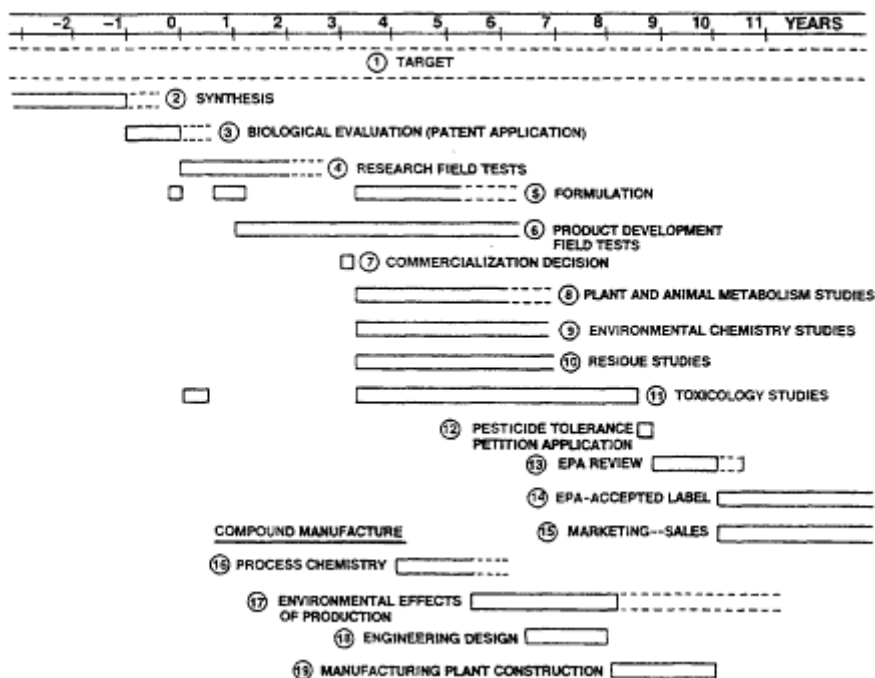 -2 -1 0 1 2 3 4 5 6 7 8 9 10 11 YEARS
1 TARGET
2 SYNTHESIS
3 BIOLOGICAL EVALUATION (PATENT APPLICATION)
4 RESEARCH FIELD TESTS
5 FORMULATION
6 PRODUCT DEVELOPMENT
FIELD TESTS
7 COMMERCIALIZATION DECISION
8 PLANT AND ANIMAL METABOLISM STUDIES
9 ENVIRONMENTAL CHEMISTRY STUDIES
10 RESIDUE STUDIES
11 TOXICOLOGY STUDIES
12 PESTICIDE TOLERANCE
PETITION APPLICATION
13 EPA REVIEW
14 EPA-ACCEPTED LABEL
COMPOUND MANUFACTURE
15 MARKETING--SALES
16 PROCESS CHEMISTRY
17 ENVIRONMENTAL EFFECTS
OF PRODUCTION
18 ENGINEERING DESIGN
19 MANUFACTURING PLANT CONSTRUCTION